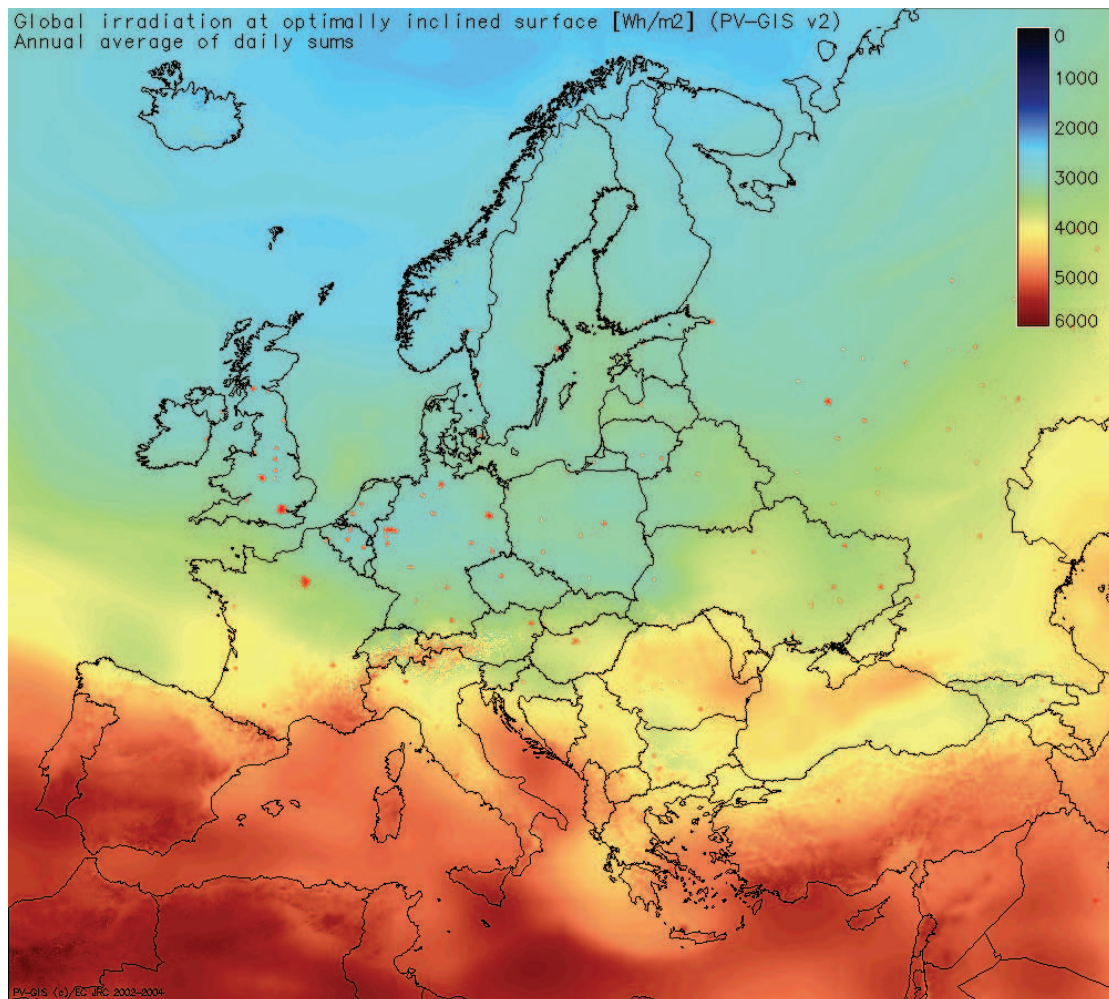 Global irradiation at optimally inclined surface [Wh/m2] (PV-GIS v2)
Annual average of daily sums
0
1000
2000
3000
4000
5000
6000
PV-GIS (c)/EC JRC 2002-2004